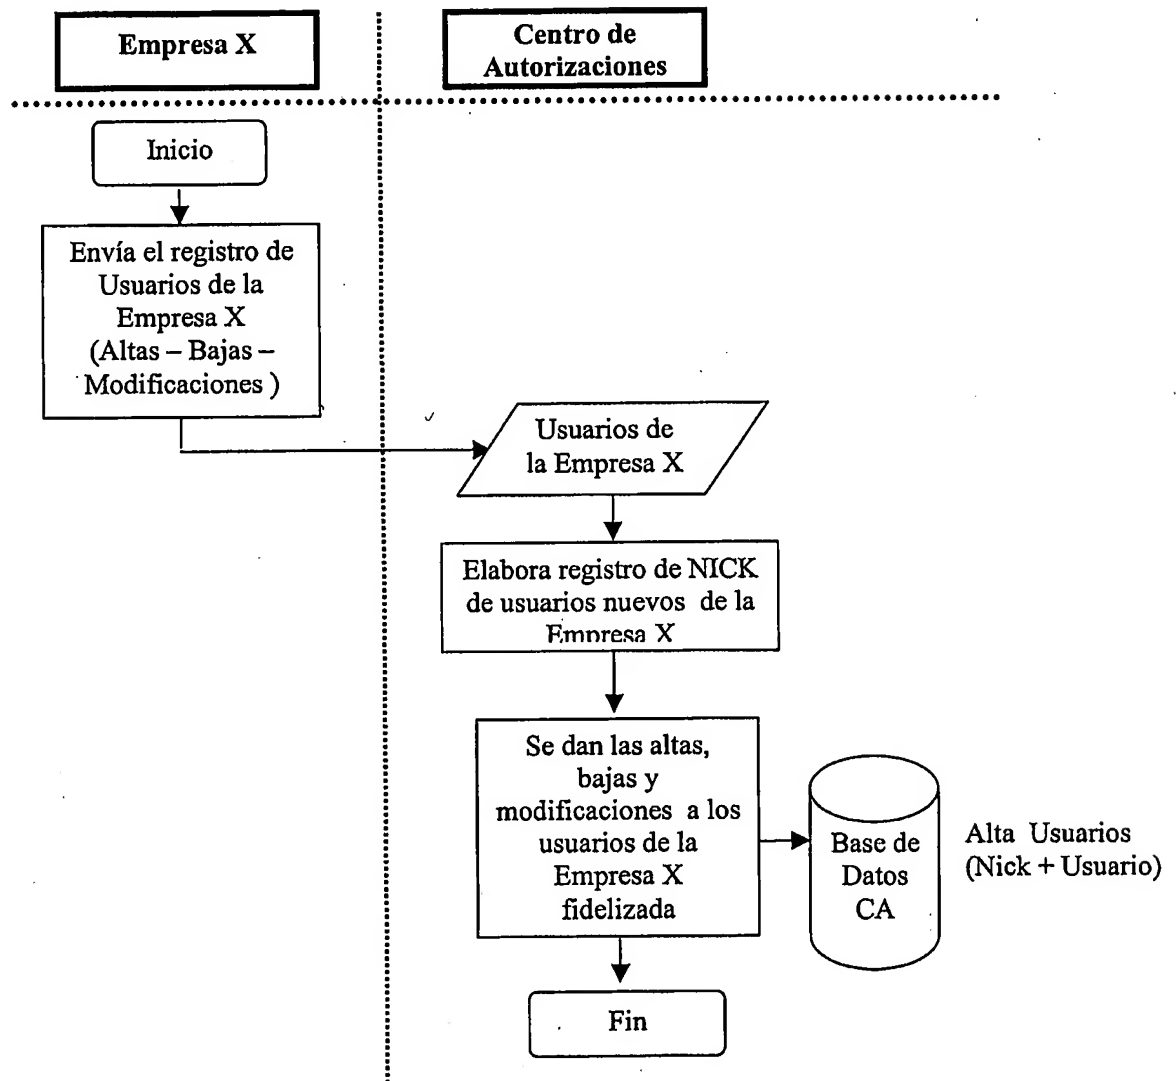 Empresa X
Centro de
Autorizaciones
Inicio
Envía el registro de
Usuarios de la
Empresa X
(Altas – Bajas –
Modificaciones )
Usuarios de
la Empresa X
Elabora registro de NICK
de usuarios nuevos de la
Empresa X
Se dan las altas,
bajas y
modificaciones a los
usuarios de la
Empresa X
fidelizada
Base de
Datos
CA
Alta Usuarios
(Nick + Usuario)
Fin